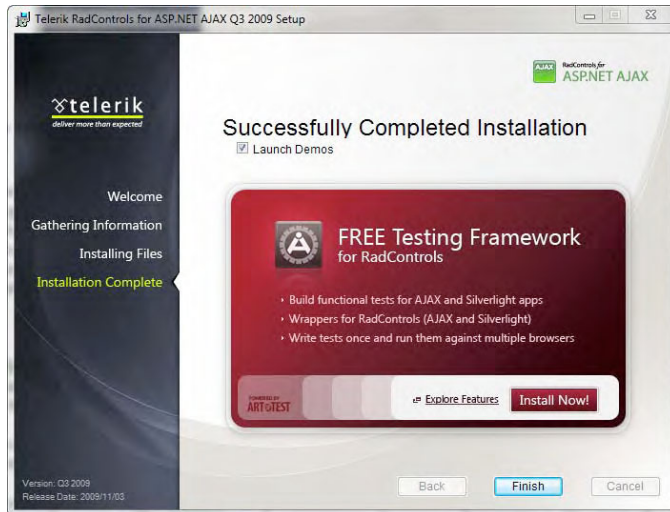 Telerik RadControls for ASP.NET AJAX Q3 2009 Setup
AJAX
RadControls for
ASP.NET AJAX
telerik
deliver more than expected
Successfully Completed Installation
Launch Demos
Welcome
Gathering Information
Installing Files
Installation Complete
FREE Testing Framework
for RadControls
Build functional tests for AJAX and Silverlight apps
Wrappers for RadControls (AJAX and Silverlight)
Write tests once and run them against multiple browsers
POWERED BY
ART OF TEST
Explore Features
Install Now!
Version: Q3 2009
Release Date: 2009/11/03
Back
Finish
Cancel